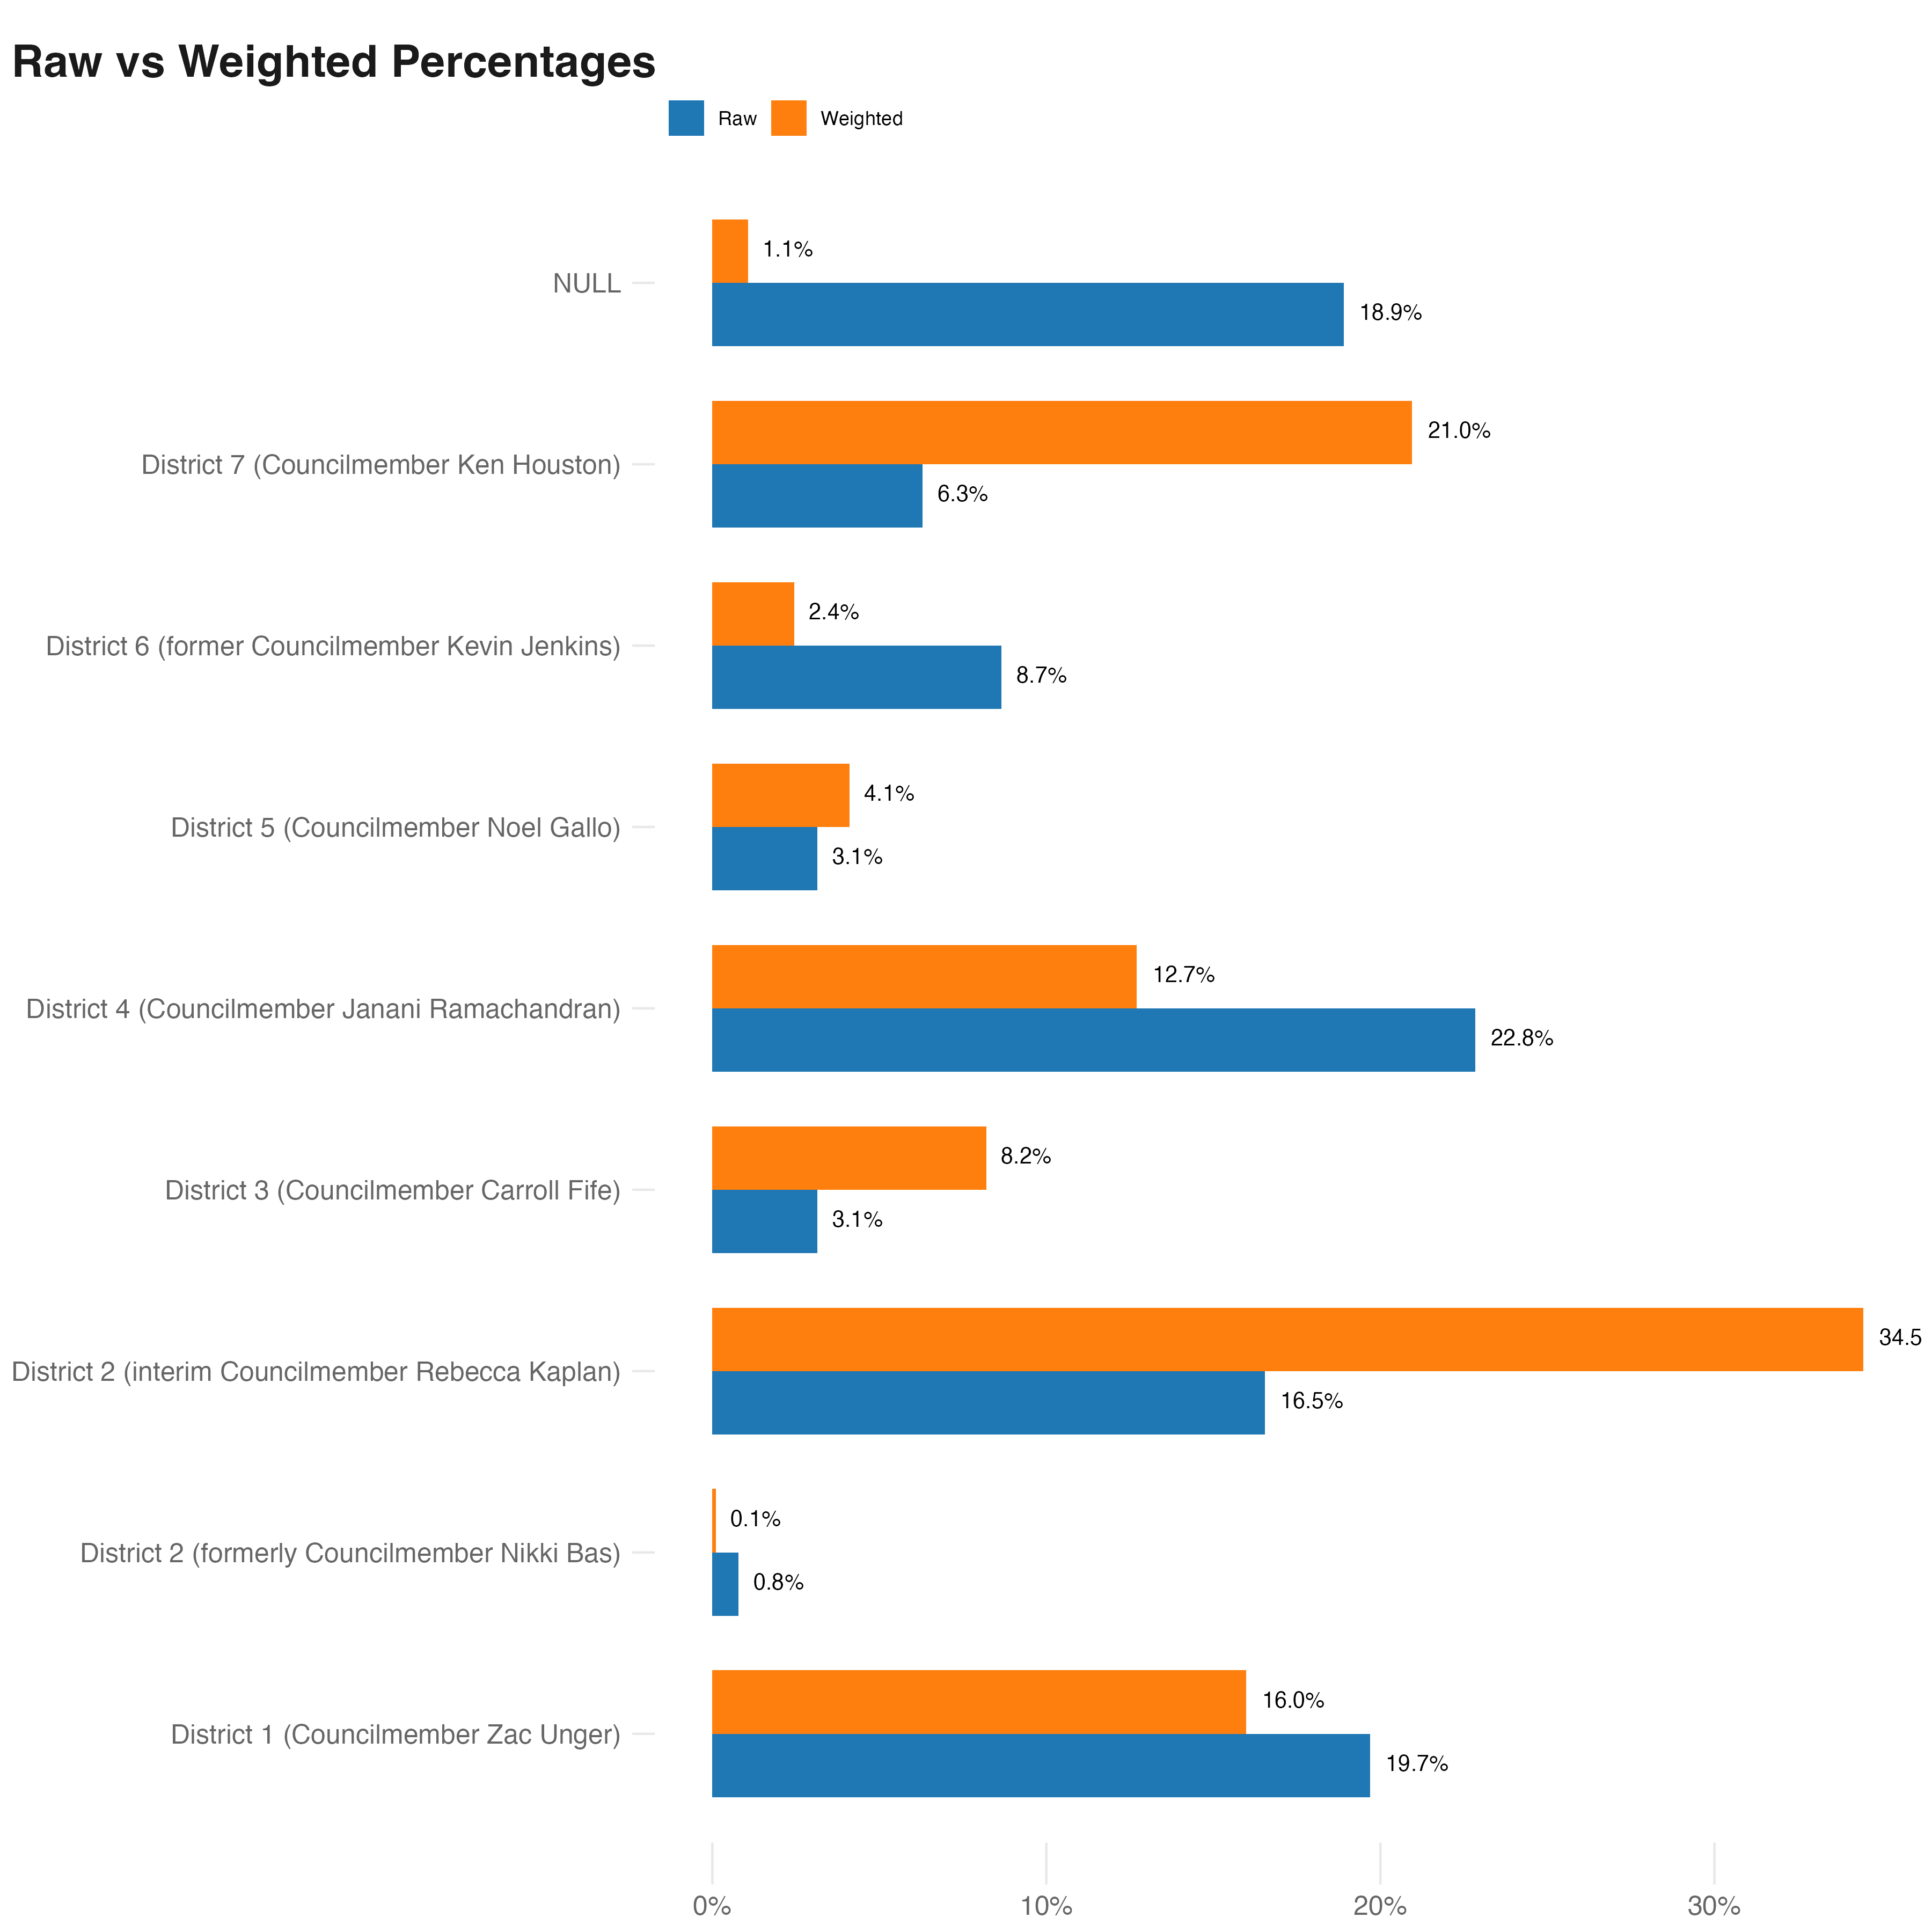 Raw vs Weighted Percentages
Raw Weighted
NULL
1.1%
18.9%
District 7 (Councilmember Ken Houston)
21.0%
6.3%
District 6 (former Councilmember Kevin Jenkins)
2.4%
8.7%
District 5 (Councilmember Noel Gallo)
4.1%
3.1%
District 4 (Councilmember Janani Ramachandran)
12.7%
22.8%
District 3 (Councilmember Carroll Fife)
8.2%
3.1%
District 2 (interim Councilmember Rebecca Kaplan)
34.5
16.5%
District 2 (formerly Councilmember Nikki Bas)
0.1%
0.8%
District 1 (Councilmember Zac Unger)
16.0%
19.7%
0% 10% 20% 30%